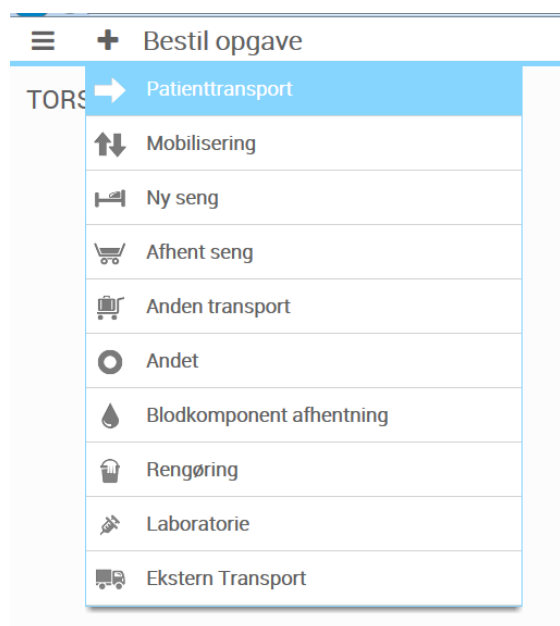 Bestil opgave
TORS
Patienttransport
Mobilisering
Ny seng
Afhent seng
Anden transport
Andet
Blodkomponent afhentning
Rengøring
Laboratorie
Ekstern Transport